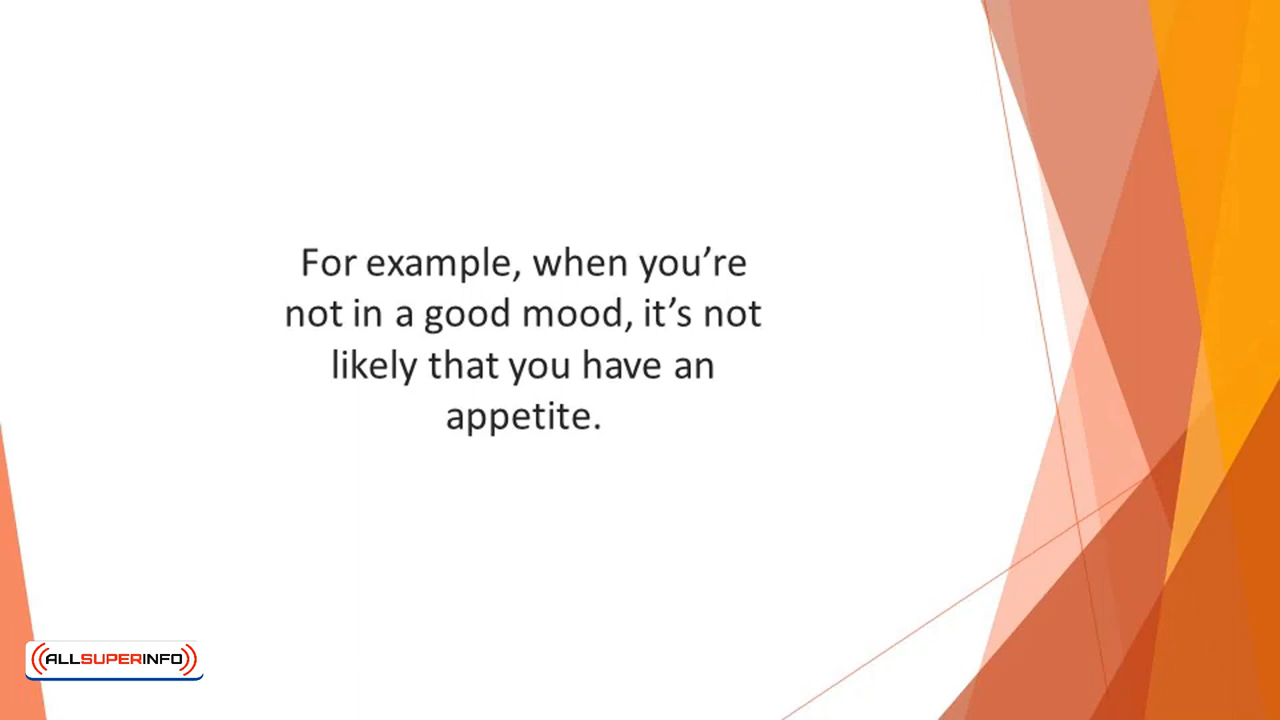 For example, when you’re
not in a good mood, it’s not
likely that you have an
appetite.
ALLSUPERINFO